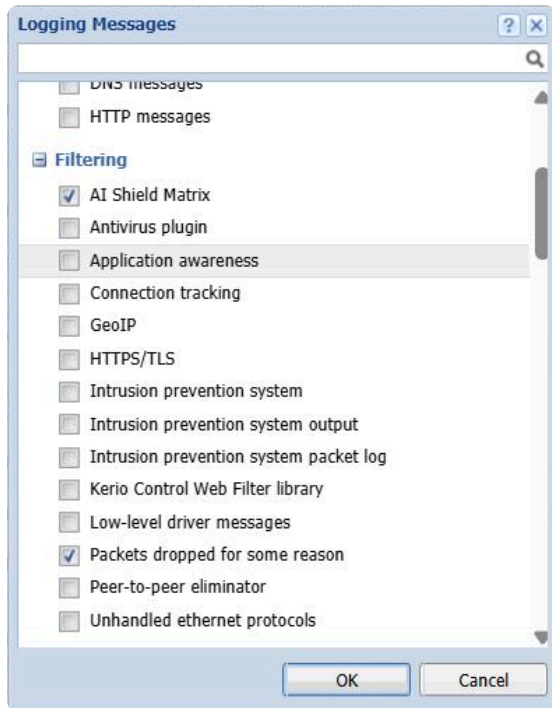 Logging Messages
DNS messages
HTTP messages
Filtering
AI Shield Matrix
Antivirus plugin
Application awareness
Connection tracking
GeoIP
HTTPS/TLS
Intrusion prevention system
Intrusion prevention system output
Intrusion prevention system packet log
Kerio Control Web Filter library
Low-level driver messages
Packets dropped for some reason
Peer-to-peer eliminator
Unhandled ethernet protocols
OK
Cancel